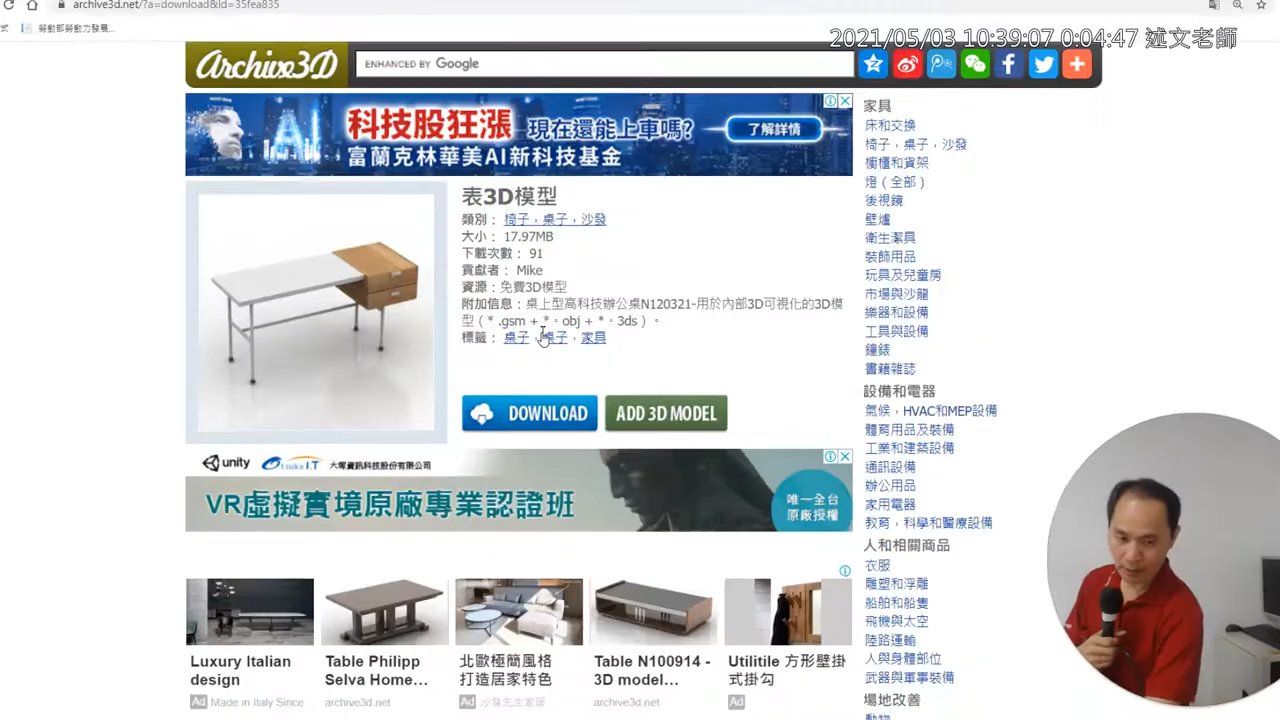 archive3d.net/?a=download&id=35fea835
勞動部勞動力發展...
2021/05/03 10:39:07 0:04:47 述文老師
Archive3D
ENHANCED BY Google
科技股狂漲 現在還能上車嗎?
富蘭克林華美AI新科技基金
了解詳情
表3D模型
類別： 椅子，桌子，沙發
大小： 17.97MB
下載次數： 91
貢獻者： Mike
資源：免費3D模型
附加信息：桌上型高科技辦公桌N120321-用於內部3D可視化的3D模
型（* .gsm + *。obj + *。3ds）。
標籤： 桌子，桌子，家具
DOWNLOAD
ADD 3D MODEL
unity
大塚資訊科技股份有限公司
VR虛擬實境原廠專業認證班
唯一全台
原廠授權
Luxury Italian
design
Ad Made in Italy Since
Table Philipp
Selva Home...
archive3d.net
北歐極簡風格
打造居家特色
Ad 沙發先生家居
Table N100914 -
3D model...
archive3d.net
Utilitile 方形壁掛
式掛勾
Ad
家具
床和交換
椅子，桌子，沙發
櫥櫃和貨架
燈（全部）
後視鏡
壁爐
衛生潔具
裝飾用品
玩具及兒童房
市場與沙龍
樂器和設備
工具與設備
鐘錶
書籍雜誌
設備和電器
氣候，HVAC和MEP設備
體育用品及裝備
工業和建築設備
通訊設備
辦公用品
家用電器
教育，科學和醫療設備
人和相關商品
衣服
雕塑和浮雕
船舶和船隻
飛機與太空
陸路運輸
人與身體部位
武器與軍事裝備
場地改善